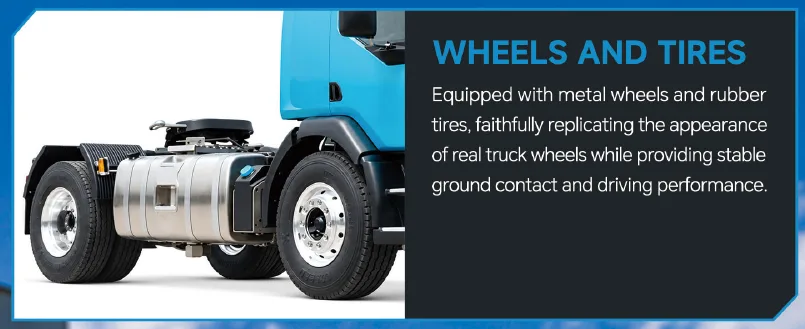 WHEELS AND TIRES
Equipped with metal wheels and rubber
tires, faithfully replicating the appearance
of real truck wheels while providing stable
ground contact and driving performance.